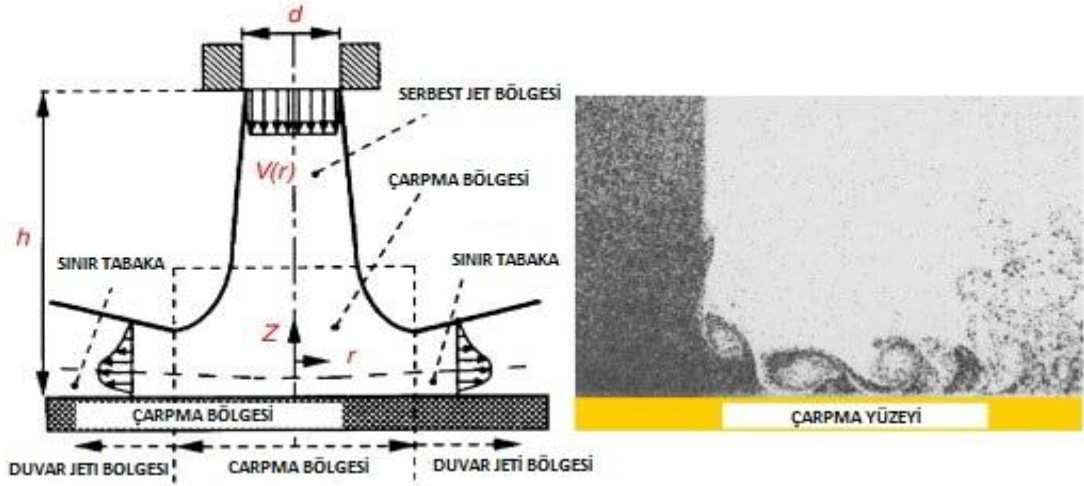 d
SERBEST JET BÖLGESİ
V(r)
ÇARPMA BÖLGESİ
h
SINIR TABAKA
SINIR TABAKA
Z
r
ÇARPMA BÖLGESİ
ÇARPMA YÜZEYİ
DUVAR JETI BOLGESI
CARPMA BÖLGESİ
DUVAR JETİ BÖLGESİ